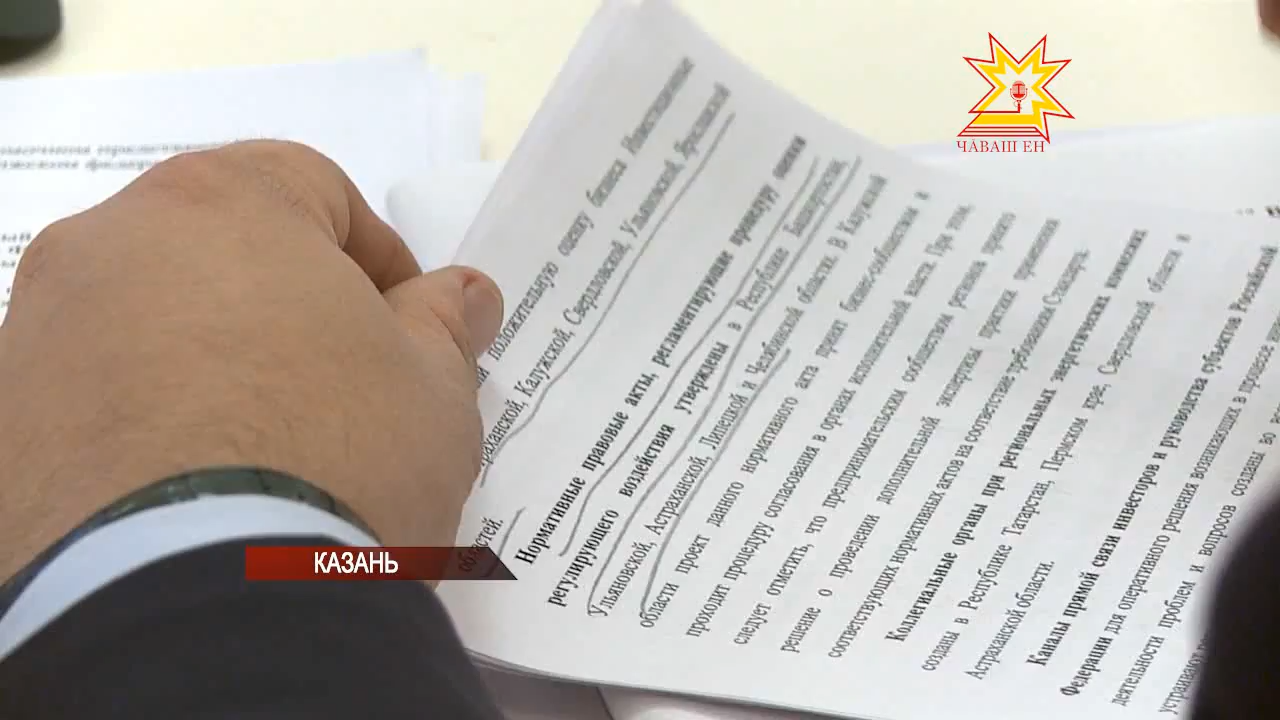 ЧӐВАШ ЕН
положительную оценку бизнеса Инвестиционные
Астраханской, Калужской, Свердловской, Ульяновской, Ярославской
областей.
Нормативные правовые акты, регламентирующие процедуру оценки
регулирующего воздействия утверждены в Республике Башкортостан,
Ульяновской, Астраханской, Липецкой и Челябинской областях. В Калужской
области проект данного нормативного акта принят бизнес-сообществом и
проходит процедуру согласования в органах исполнительной власти. При этом,
следует отметить, что предпринимательским сообществом регионов принято
решение о проведении дополнительной экспертизы практики применения
соответствующих нормативных актов на соответствие требованиям Стандарта.
Коллегиальные органы при региональных энергетических комиссиях
созданы в Республике Татарстан, Пермском крае, Свердловской области и
Астраханской области.
Каналы прямой связи инвесторов и руководства субъектов Российской
Федерации для оперативного решения возникающих в процессе
деятельности проблем и вопросов созданы во
КАЗАНЬ